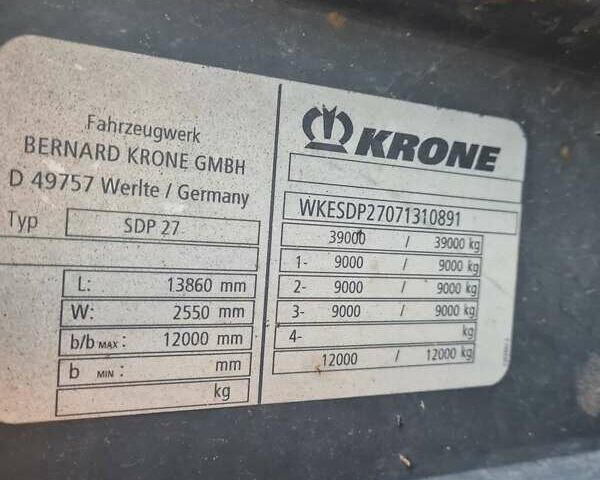 Fahrzeugwerk
BERNARD KRONE GMBH
D 49757 Werlte / Germany
Typ SDP 27
L: 13860 mm
W: 2550 mm
b/b MAX: 12000 mm
b MIN: mm
kg
KRONE
WKESDP27071310891
39000 / 39000 kg
1- 9000 / 9000 kg
2- 9000 / 9000 kg
3- 9000 / 9000 kg
4- kg
12000 / 12000 kg